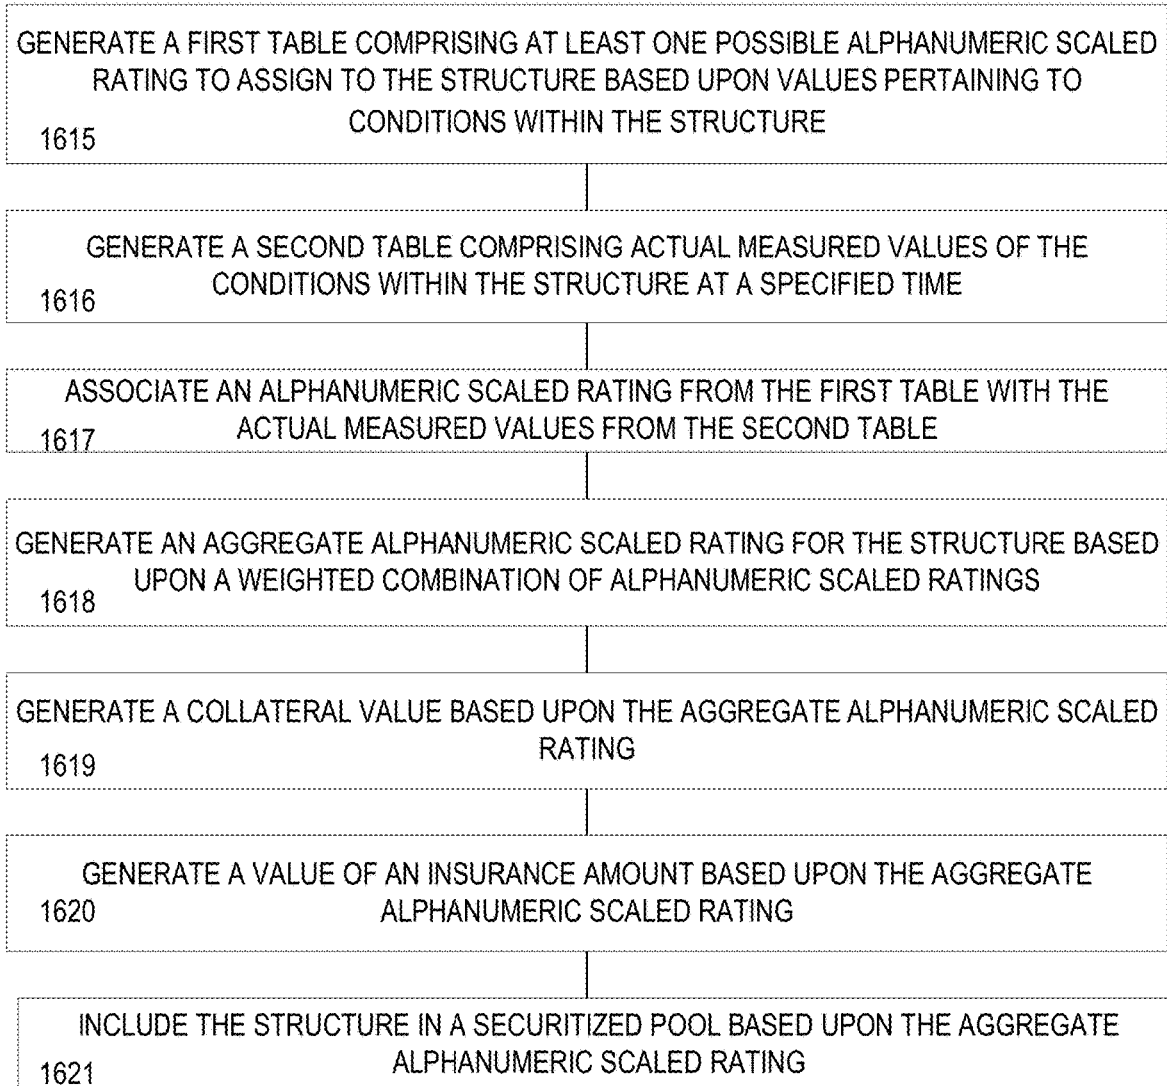 GENERATE A FIRST TABLE COMPRISING AT LEAST ONE POSSIBLE ALPHANUMERIC SCALED
RATING TO ASSIGN TO THE STRUCTURE BASED UPON VALUES PERTAINING TO
CONDITIONS WITHIN THE STRUCTURE
1615
GENERATE A SECOND TABLE COMPRISING ACTUAL MEASURED VALUES OF THE
CONDITIONS WITHIN THE STRUCTURE AT A SPECIFIED TIME
1616
ASSOCIATE AN ALPHANUMERIC SCALED RATING FROM THE FIRST TABLE WITH THE
ACTUAL MEASURED VALUES FROM THE SECOND TABLE
1617
GENERATE AN AGGREGATE ALPHANUMERIC SCALED RATING FOR THE STRUCTURE BASED
UPON A WEIGHTED COMBINATION OF ALPHANUMERIC SCALED RATINGS
1618
GENERATE A COLLATERAL VALUE BASED UPON THE AGGREGATE ALPHANUMERIC SCALED
RATING
1619
GENERATE A VALUE OF AN INSURANCE AMOUNT BASED UPON THE AGGREGATE
1620 ALPHANUMERIC SCALED RATING
INCLUDE THE STRUCTURE IN A SECURITIZED POOL BASED UPON THE AGGREGATE
ALPHANUMERIC SCALED RATING
1621